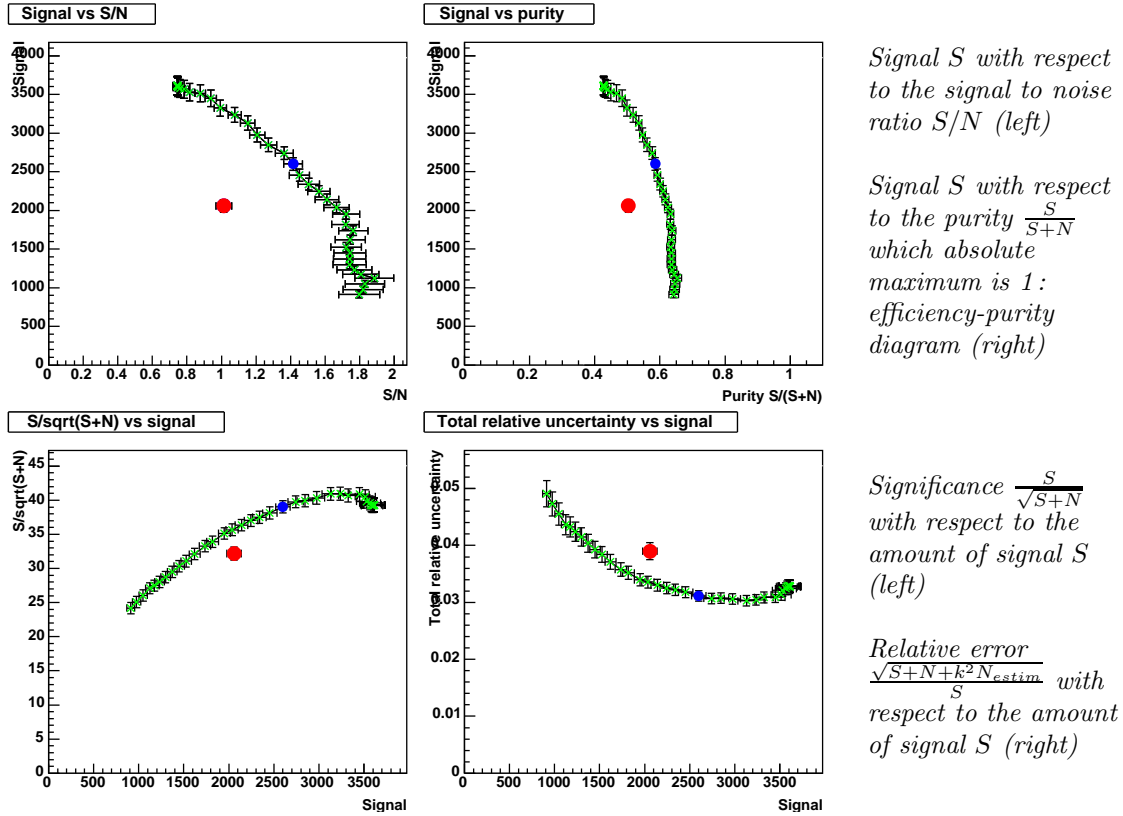 Signal vs S/N
Signal
4000
3500
3000
2500
2000
1500
1000
500
0
0 0.2 0.4 0.6 0.8 1 1.2 1.4 1.6 1.8 2
S/N
Signal vs purity
Signal
4000
3500
3000
2500
2000
1500
1000
500
0
0 0.2 0.4 0.6 0.8 1
Purity S/(S+N)
Signal S with respect
to the signal to noise
ratio S/N (left)
Signal S with respect
to the purity S/S+N
which absolute
maximum is 1:
efficiency-purity
diagram (right)
S/sqrt(S+N) vs signal
S/sqrt(S+N)
45
40
35
30
25
20
15
10
5
0
0 500 1000 1500 2000 2500 3000 3500
Signal
Total relative uncertainty vs signal
Total relative uncertainty
0.05
0.04
0.03
0.02
0.01
0
0 500 1000 1500 2000 2500 3000 3500
Signal
Significance S/√S+N
with respect to the
amount of signal S
(left)
Relative error
√S+N+k²N_estim/S with
respect to the amount
of signal S (right)